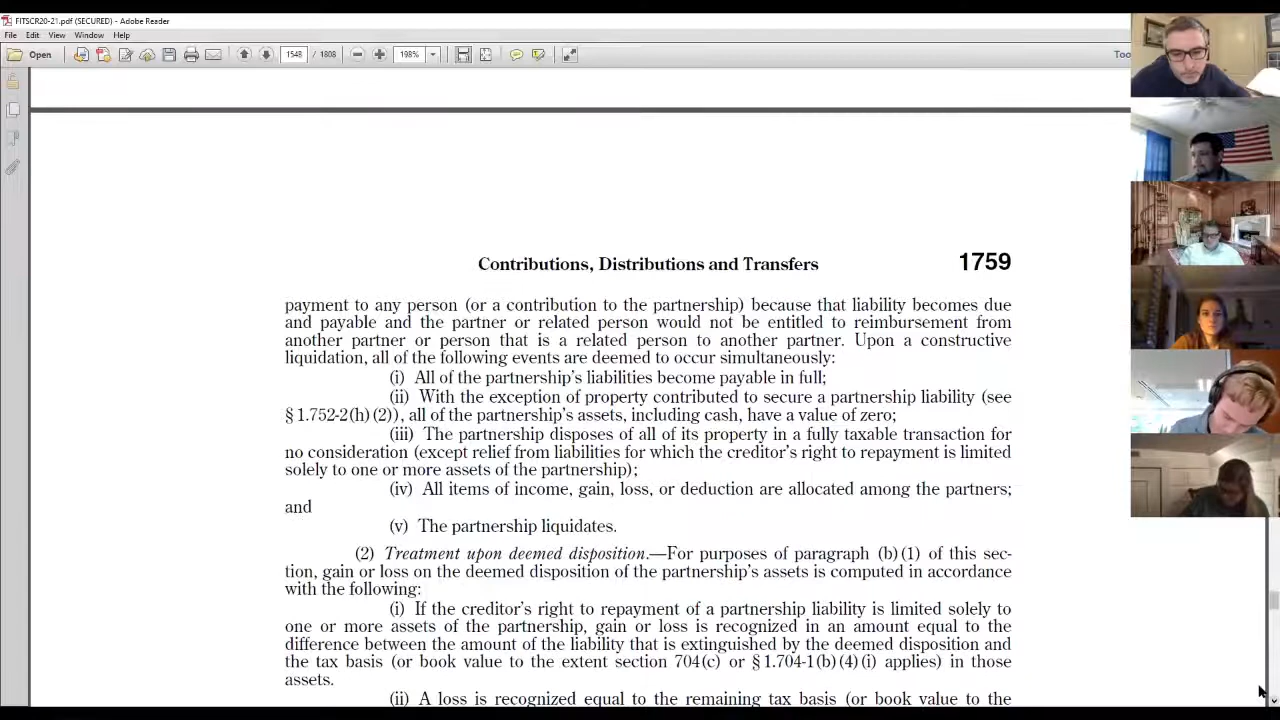 FITSCR20-21.pdf (SECURED) - Adobe Reader
File Edit View Window Help
Open 1548 / 1808 198% Too
Contributions, Distributions and Transfers 1759
payment to any person (or a contribution to the partnership) because that liability becomes due
and payable and the partner or related person would not be entitled to reimbursement from
another partner or person that is a related person to another partner. Upon a constructive
liquidation, all of the following events are deemed to occur simultaneously:
(i) All of the partnership's liabilities become payable in full;
(ii) With the exception of property contributed to secure a partnership liability (see
§ 1.752-2(h)(2)), all of the partnership's assets, including cash, have a value of zero;
(iii) The partnership disposes of all of its property in a fully taxable transaction for
no consideration (except relief from liabilities for which the creditor's right to repayment is limited
solely to one or more assets of the partnership);
(iv) All items of income, gain, loss, or deduction are allocated among the partners;
and
(v) The partnership liquidates.
(2) Treatment upon deemed disposition.—For purposes of paragraph (b)(1) of this sec-
tion, gain or loss on the deemed disposition of the partnership's assets is computed in accordance
with the following:
(i) If the creditor's right to repayment of a partnership liability is limited solely to
one or more assets of the partnership, gain or loss is recognized in an amount equal to the
difference between the amount of the liability that is extinguished by the deemed disposition and
the tax basis (or book value to the extent section 704(c) or § 1.704-1(b)(4)(i) applies) in those
assets.
(ii) A loss is recognized equal to the remaining tax basis (or book value to the